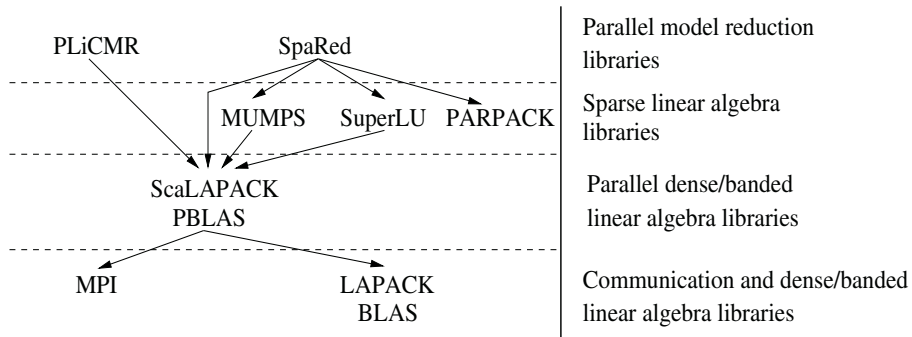 PLiCMR SpaRed
Parallel model reduction
libraries
MUMPS SuperLU PARPACK
Sparse linear algebra
libraries
ScaLAPACK
PBLAS
Parallel dense/banded
linear algebra libraries
MPI LAPACK
BLAS
Communication and dense/banded
linear algebra libraries